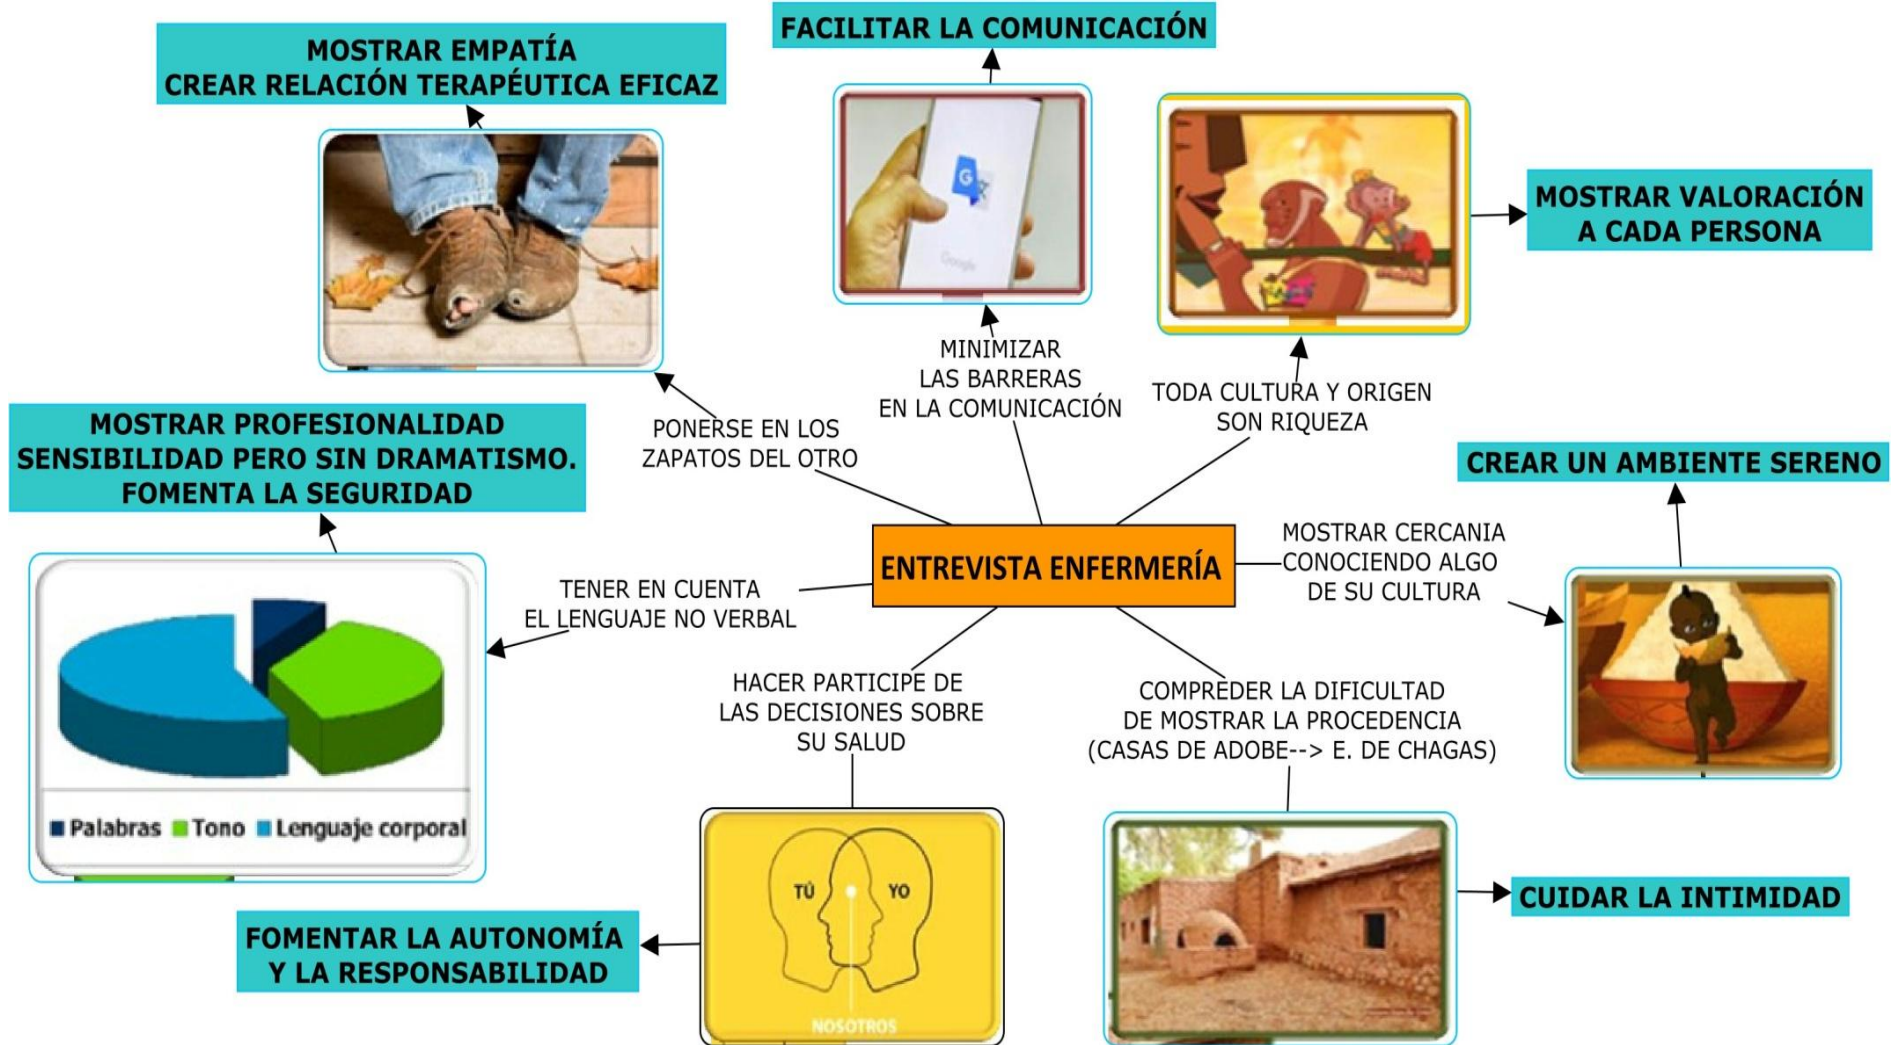 FACILITAR LA COMUNICACIÓN
MOSTRAR EMPATÍA
CREAR RELACIÓN TERAPÉUTICA EFICAZ
G
Google
MOSTRAR VALORACIÓN
A CADA PERSONA
MINIMIZAR
LAS BARRERAS
EN LA COMUNICACIÓN
TODA CULTURA Y ORIGEN
SON RIQUEZA
PONERSE EN LOS
ZAPATOS DEL OTRO
MOSTRAR PROFESIONALIDAD
SENSIBILIDAD PERO SIN DRAMATISMO.
FOMENTA LA SEGURIDAD
CREAR UN AMBIENTE SERENO
ENTREVISTA ENFERMERÍA
MOSTRAR CERCANIA
CONOCIENDO ALGO
DE SU CULTURA
TENER EN CUENTA
EL LENGUAJE NO VERBAL
Palabras Tono Lenguaje corporal
HACER PARTICIPE DE
LAS DECISIONES SOBRE
SU SALUD
COMPREDER LA DIFICULTAD
DE MOSTRAR LA PROCEDENCIA
(CASAS DE ADOBE--> E. DE CHAGAS)
TÚ YO
NOSOTROS
CUIDAR LA INTIMIDAD
FOMENTAR LA AUTONOMÍA
Y LA RESPONSABILIDAD